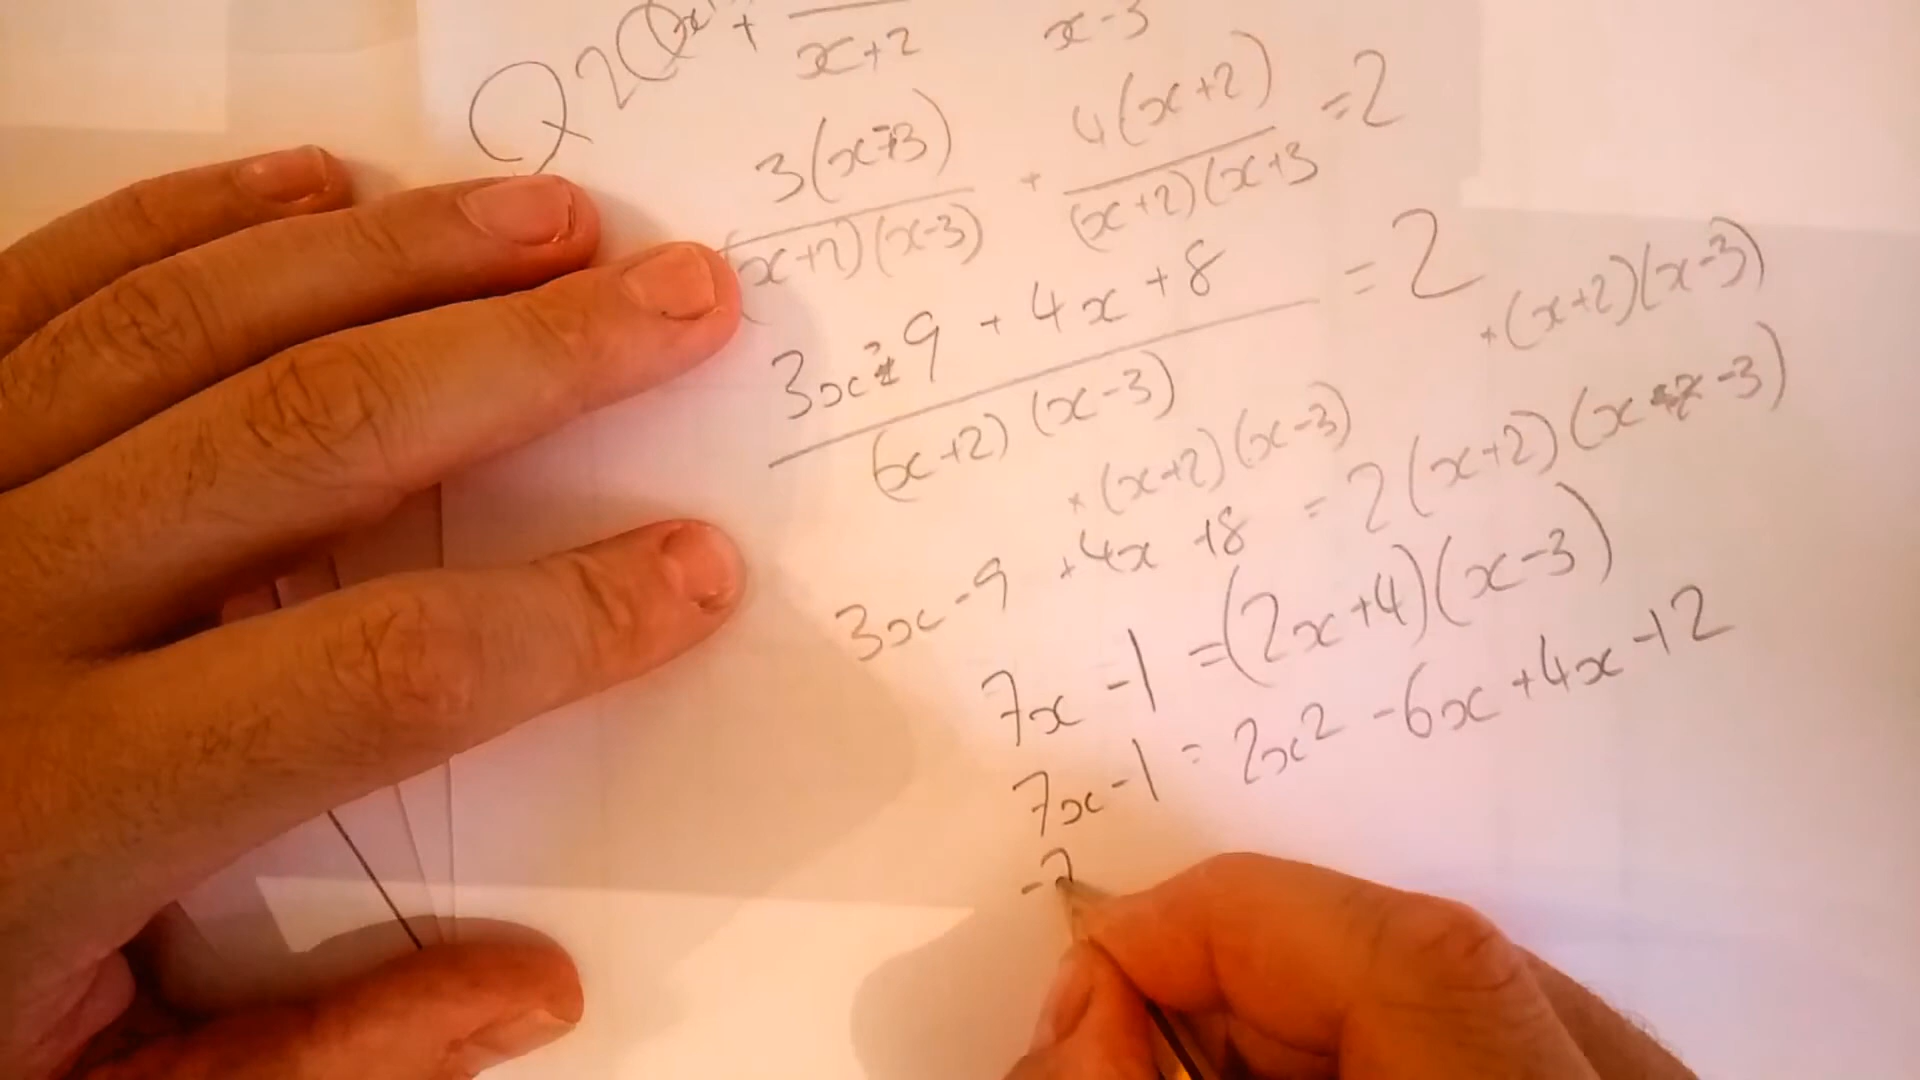 Q2 + x+2 x-3
3(x-3) + 4(x+2) =2
(x+2)(x-3) (x+2)(x+3
3x-9 + 4x + 8 = 2
(x+2)(x-3) ×(x+2)(x-3)
×(x+2)(x-3)
3x-9 +4x +8 = 2(x+2)(x-3)
7x -1 =(2x+4)(x-3)
7x-1 = 2x² -6x+4x-12
-7